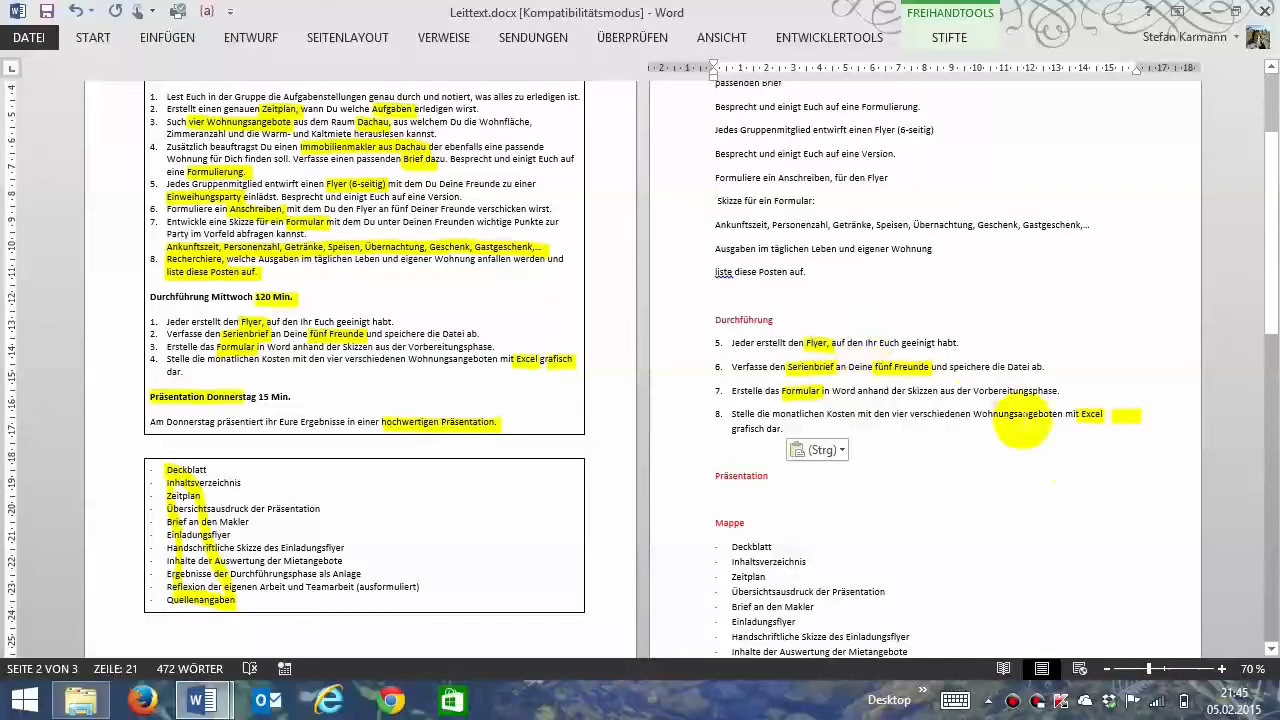 Leittext.docx [Kompatibilitätsmodus] - Word
FREIHANDTOOLS
DATEI START EINFÜGEN ENTWURF SEITENLAYOUT VERWEISE SENDUNGEN ÜBERPRÜFEN ANSICHT ENTWICKLERTOOLS STIFTE Stefan Karmann
1. Lest Euch in der Gruppe die Aufgabenstellungen genau durch und notiert, was alles zu erledigen ist.
2. Erstellt einen genauen Zeitplan, wann Du welche Aufgaben erledigen wirst.
3. Such vier Wohnungsangebote aus dem Raum Dachau, aus welchem Du die Wohnfläche,
Zimmeranzahl und die Warm- und Kaltmiete herauslesen kannst.
4. Zusätzlich beauftragst Du einen Immobilienmakler aus Dachau der ebenfalls eine passende
Wohnung für Dich finden soll. Verfasse einen passenden Brief dazu. Besprecht und einigt Euch auf
eine Formulierung.
5. Jedes Gruppenmitglied entwirft einen Flyer (6-seitig) mit dem Du Deine Freunde zu einer
Einweihungsparty einlädst. Besprecht und einigt Euch auf eine Version.
6. Formuliere ein Anschreiben, mit dem Du den Flyer an fünf Deiner Freunde verschicken wirst.
7. Entwickle eine Skizze für ein Formular mit dem Du unter Deinen Freunden wichtige Punkte zur
Party im Vorfeld abfragen kannst.
Ankunftszeit, Personenzahl, Getränke, Speisen, Übernachtung, Geschenk, Gastgeschenk,...
8. Recherchiere, welche Ausgaben im täglichen Leben und eigener Wohnung anfallen werden und
liste diese Posten auf.
Durchführung Mittwoch 120 Min.
1. Jeder erstellt den Flyer, auf den Ihr Euch geeinigt habt.
2. Verfasse den Serienbrief an Deine fünf Freunde und speichere die Datei ab.
3. Erstelle das Formular in Word anhand der Skizzen aus der Vorbereitungsphase.
4. Stelle die monatlichen Kosten mit den vier verschiedenen Wohnungsangeboten mit Excel grafisch
dar.
Präsentation Donnerstag 15 Min.
Am Donnerstag präsentiert ihr Eure Ergebnisse in einer hochwertigen Präsentation.
- Deckblatt
- Inhaltsverzeichnis
- Zeitplan
- Übersichtsausdruck der Präsentation
- Brief an den Makler
- Einladungsflyer
- Handschriftliche Skizze des Einladungsflyer
- Inhalte der Auswertung der Mietangebote
- Ergebnisse der Durchführungsphase als Anlage
- Reflexion der eigenen Arbeit und Teamarbeit (ausformuliert)
- Quellenangaben
passenden Brief
Besprecht und einigt Euch auf eine Formulierung.
Jedes Gruppenmitglied entwirft einen Flyer (6-seitig)
Besprecht und einigt Euch auf eine Version.
Formuliere ein Anschreiben, für den Flyer
Skizze für ein Formular:
Ankunftszeit, Personenzahl, Getränke, Speisen, Übernachtung, Geschenk, Gastgeschenk,...
Ausgaben im täglichen Leben und eigener Wohnung
liste diese Posten auf.
Durchführung
5. Jeder erstellt den Flyer, auf den Ihr Euch geeinigt habt.
6. Verfasse den Serienbrief an Deine fünf Freunde und speichere die Datei ab.
7. Erstelle das Formular in Word anhand der Skizzen aus der Vorbereitungsphase.
8. Stelle die monatlichen Kosten mit den vier verschiedenen Wohnungsangeboten mit Excel
grafisch dar.
(Strg)
Präsentation
Mappe
- Deckblatt
- Inhaltsverzeichnis
- Zeitplan
- Übersichtsausdruck der Präsentation
- Brief an den Makler
- Einladungsflyer
- Handschriftliche Skizze des Einladungsflyer
- Inhalte der Auswertung der Mietangebote
SEITE 2 VON 3 ZEILE: 21 472 WÖRTER 70 %
Desktop
21:45
05.02.2015